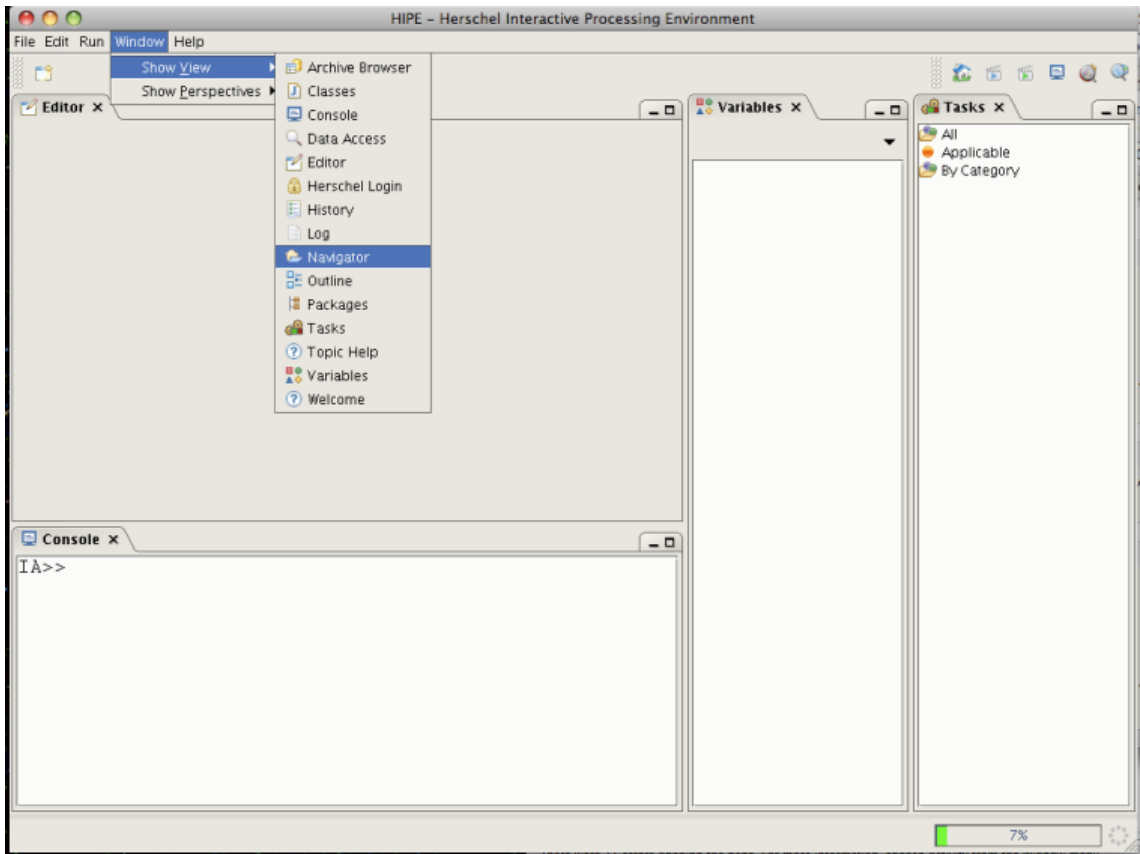 HIPE – Herschel Interactive Processing Environment
File Edit Run Window Help
Show View
Show Perspectives
Archive Browser
Classes
Console
Data Access
Editor
Herschel Login
History
Log
Navigator
Outline
Packages
Tasks
Topic Help
Variables
Welcome
Editor
Variables
Tasks
All
Applicable
By Category
Console
IA>>
7%